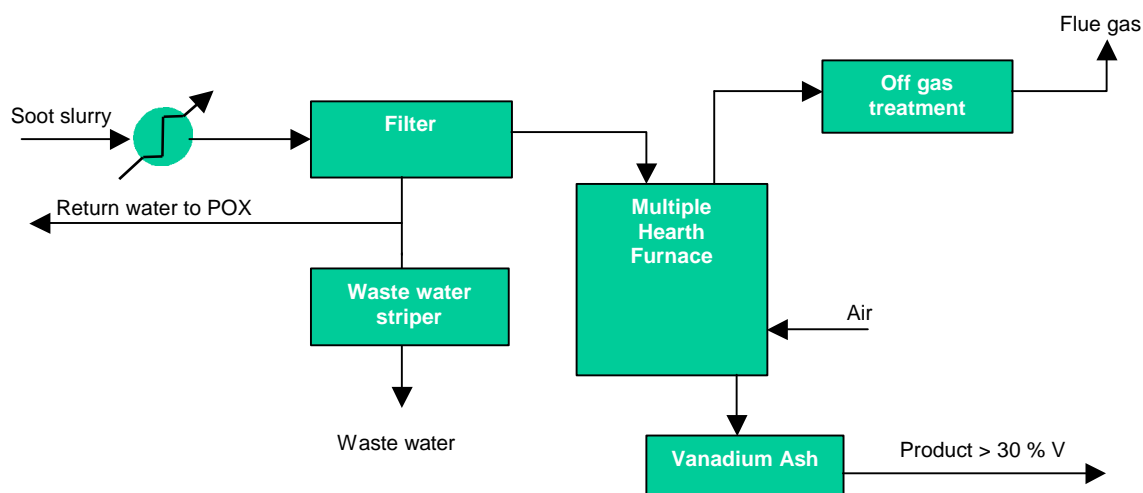 Flue gas
Off gas
treatment
Soot slurry
Filter
Return water to POX
Multiple
Hearth
Furnace
Waste water
striper
Air
Waste water
Vanadium Ash
Product > 30 % V